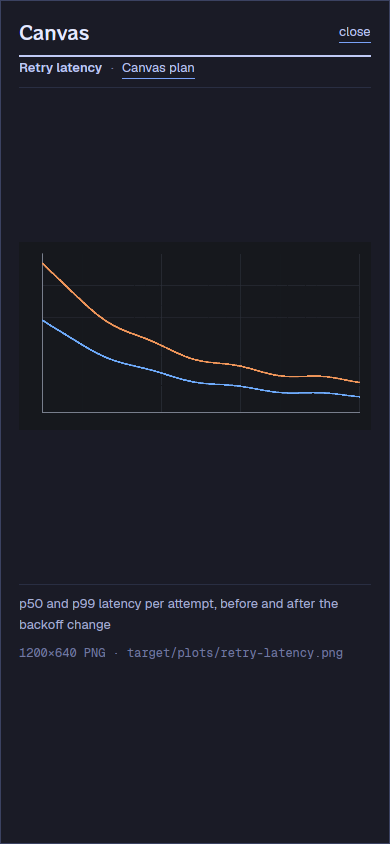 Canvas
close
Retry latency · Canvas plan
p50 and p99 latency per attempt, before and after the
backoff change
1200×640 PNG · target/plots/retry-latency.png